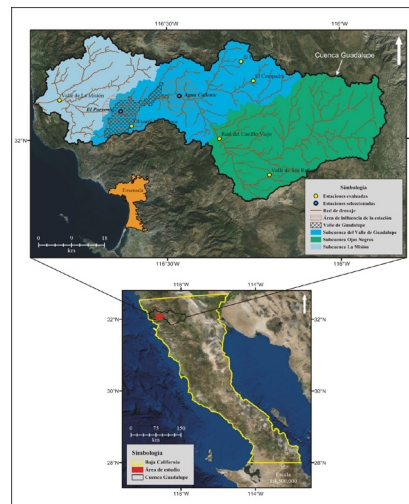 116°30'W
116°W
Cuenca Guadalupe
El Compadre
Valle de La Misión
El Porvenir
Agua Caliente
32°N
32°N
Real del Castillo Viejo
Valle de San Rafael
Ensenada
Simbología
Estaciones evaluadas
Estaciones seleccionadas
Red de drenaje
Área de influencia de la estación
Valle de Guadalupe
Subcuenca del Valle de Guadalupe
Subcuenca Ojos Negros
Subcuenca La Misión
0 4 9 18
km
116°30'W
116°W
116°W
114°W
32°N
32°N
30°N
30°N
0 75 150
km
Simbología
Baja California
Área de estudio
Cuenca Guadalupe
28°N
28°N
Escala
116°W
114°W